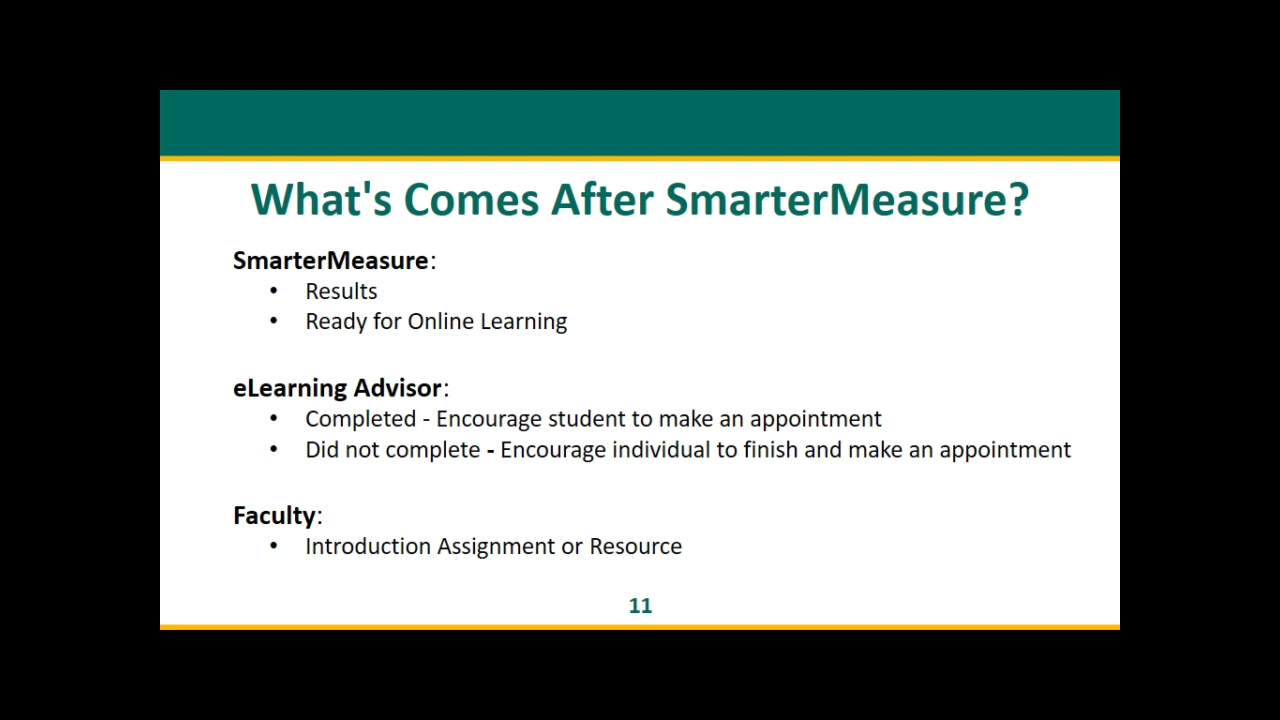 What's Comes After SmarterMeasure?
SmarterMeasure:
• Results
• Ready for Online Learning
eLearning Advisor:
• Completed - Encourage student to make an appointment
• Did not complete - Encourage individual to finish and make an appointment
Faculty:
• Introduction Assignment or Resource
11